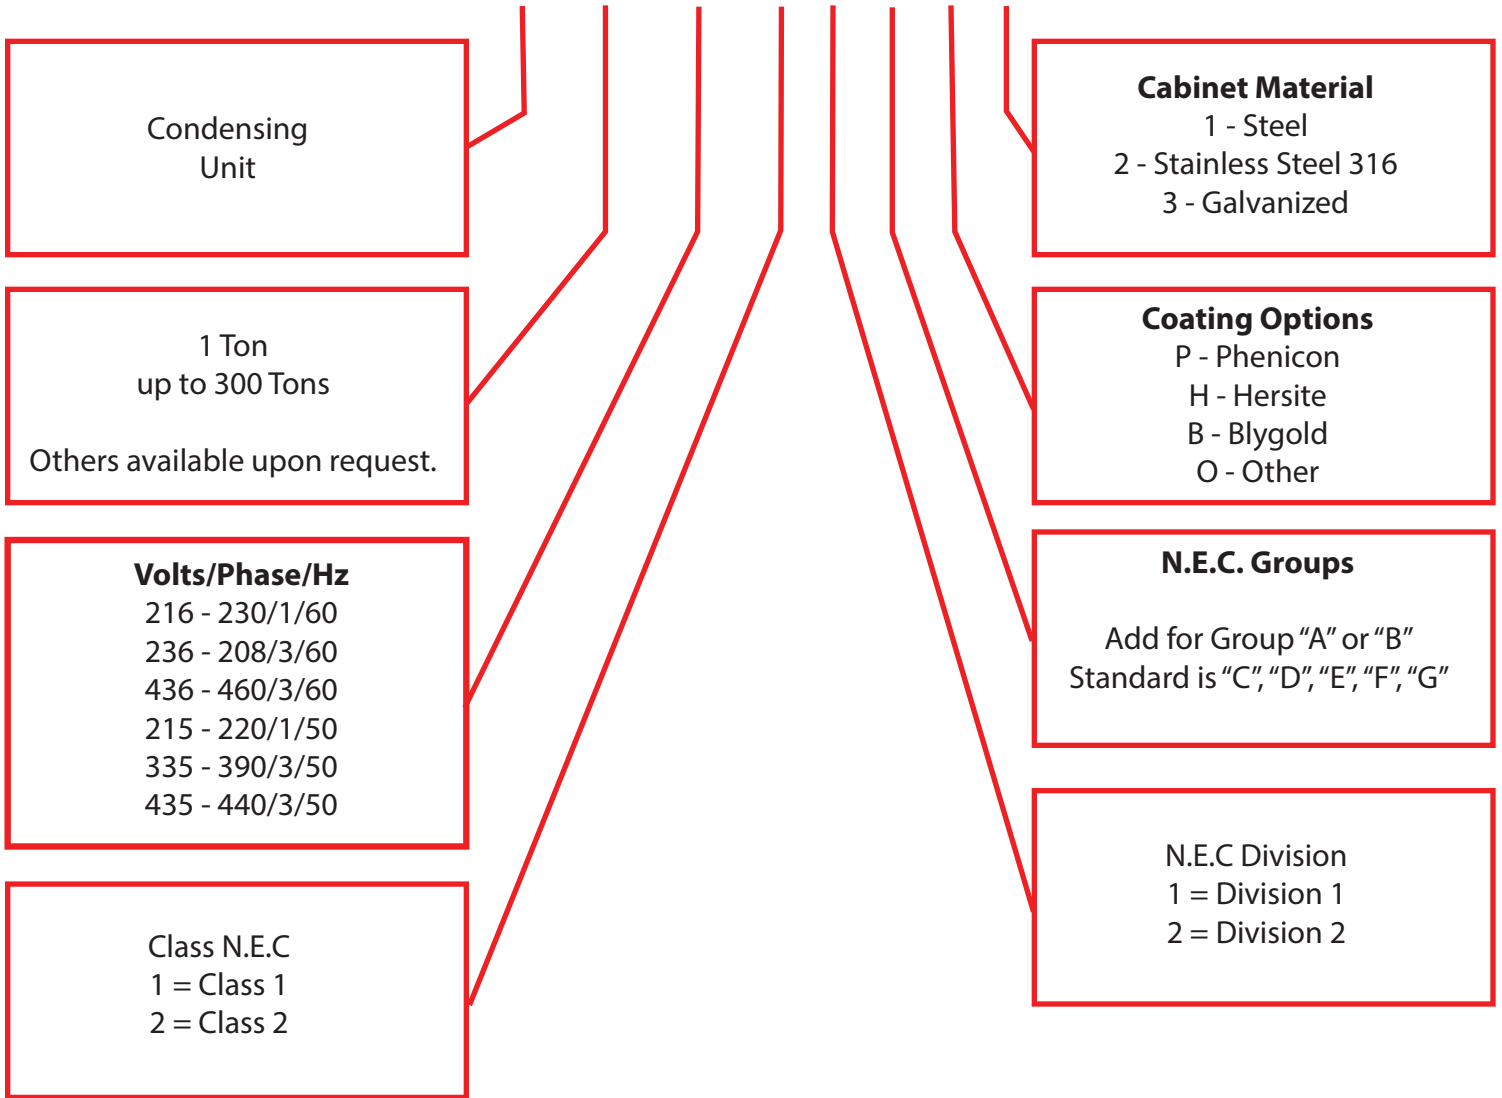 Condensing
Unit
1 Ton
up to 300 Tons
Others available upon request.
Volts/Phase/Hz
216 - 230/1/60
236 - 208/3/60
436 - 460/3/60
215 - 220/1/50
335 - 390/3/50
435 - 440/3/50
Class N.E.C
1 = Class 1
2 = Class 2
Cabinet Material
1 - Steel
2 - Stainless Steel 316
3 - Galvanized
Coating Options
P - Phenicon
H - Hersite
B - Blygold
O - Other
N.E.C. Groups
Add for Group “A” or “B”
Standard is “C”, “D”, “E”, “F”, “G”
N.E.C Division
1 = Division 1
2 = Division 2